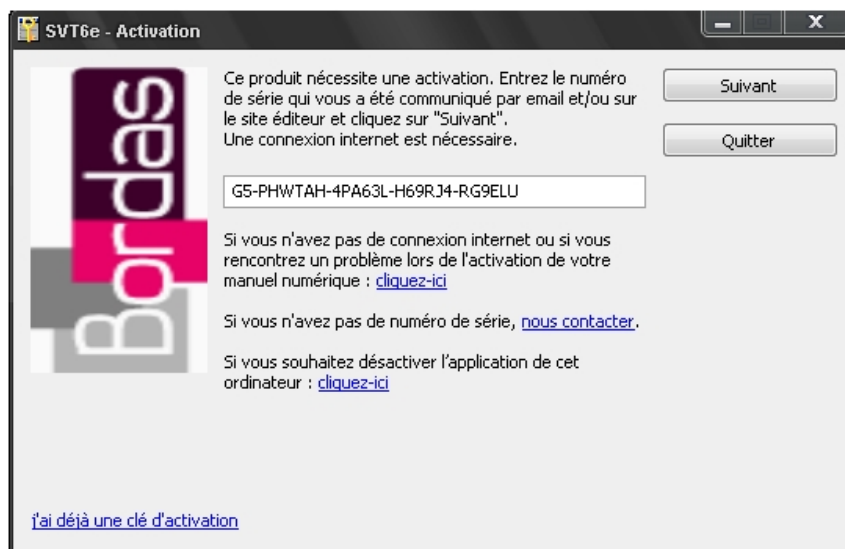 SVT6e - Activation
Bordas
Ce produit nécessite une activation. Entrez le numéro
de série qui vous a été communiqué par email et/ou sur
le site éditeur et cliquez sur "Suivant".
Une connexion internet est nécessaire.
Suivant
Quitter
G5-PHWTAH-4PA63L-H69RJ4-RG9ELU
Si vous n'avez pas de connexion internet ou si vous
rencontrez un problème lors de l'activation de votre
manuel numérique : cliquez-ici
Si vous n'avez pas de numéro de série, nous contacter.
Si vous souhaitez désactiver l’application de cet
ordinateur : cliquez-ici
j'ai déjà une clé d'activation